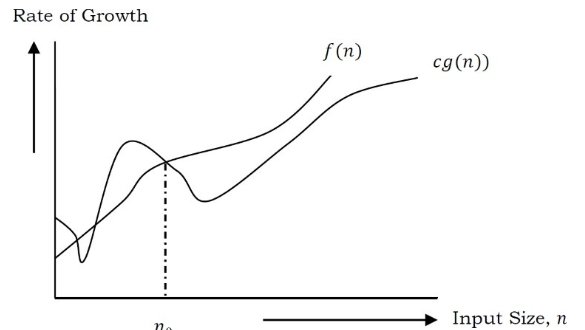 Rate of Growth
f(n)
cg(n))
Input Size, n